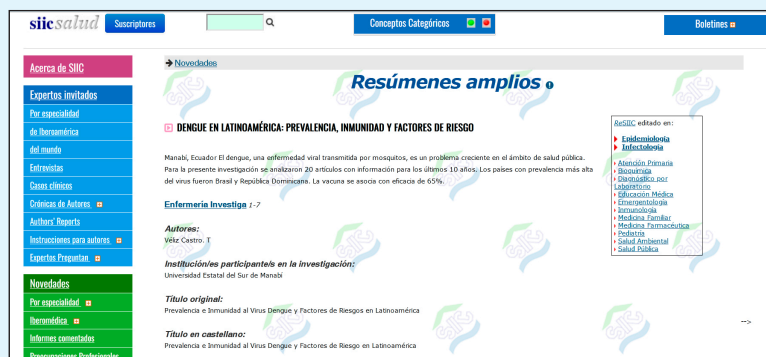 siicsalud Suscriptores
Conceptos Categóricos
Boletines
Acerca de SIIC
Expertos invitados
Por especialidad
de Iberoamérica
del mundo
Entrevistas
Casos clínicos
Crónicas de Autores
Authors' Reports
Instrucciones para autores
Expertos Preguntan
Novedades
Por especialidad
Iberomédica
Informes comentados
Preocupaciones Profesionales
Novedades
Resúmenes amplios
DENGUE EN LATINOAMÉRICA: PREVALENCIA, INMUNIDAD Y FACTORES DE RIESGO
Manabí, Ecuador El dengue, una enfermedad viral transmitida por mosquitos, es un problema creciente en el ámbito de salud pública.
Para la presente investigación se analizaron 20 artículos con información para los últimos 10 años. Los países con prevalencia más alta
del virus fueron Brasil y República Dominicana. La vacuna se asocia con eficacia de 65%.
Enfermeria Investiga 1-7
Autores:
Véliz Castro. T
Institución/es participante/s en la investigación:
Universidad Estatal del Sur de Manabí
Título original:
Prevalencia e Inmunidad al Virus Dengue y Factores de Riesgos en Latinoamérica
Título en castellano:
Prevalencia e Inmunidad al Virus Dengue y Factores de Riesgo en Latinoamérica
ReSIIC editado en:
Epidemiología
Infectología
Atención Primaria
Bioquímica
Diagnóstico por
Laboratorio
Educación Médica
Emergentología
Inmunología
Medicina Familiar
Medicina Farmacéutica
Pediatría
Salud Ambiental
Salud Pública
-->